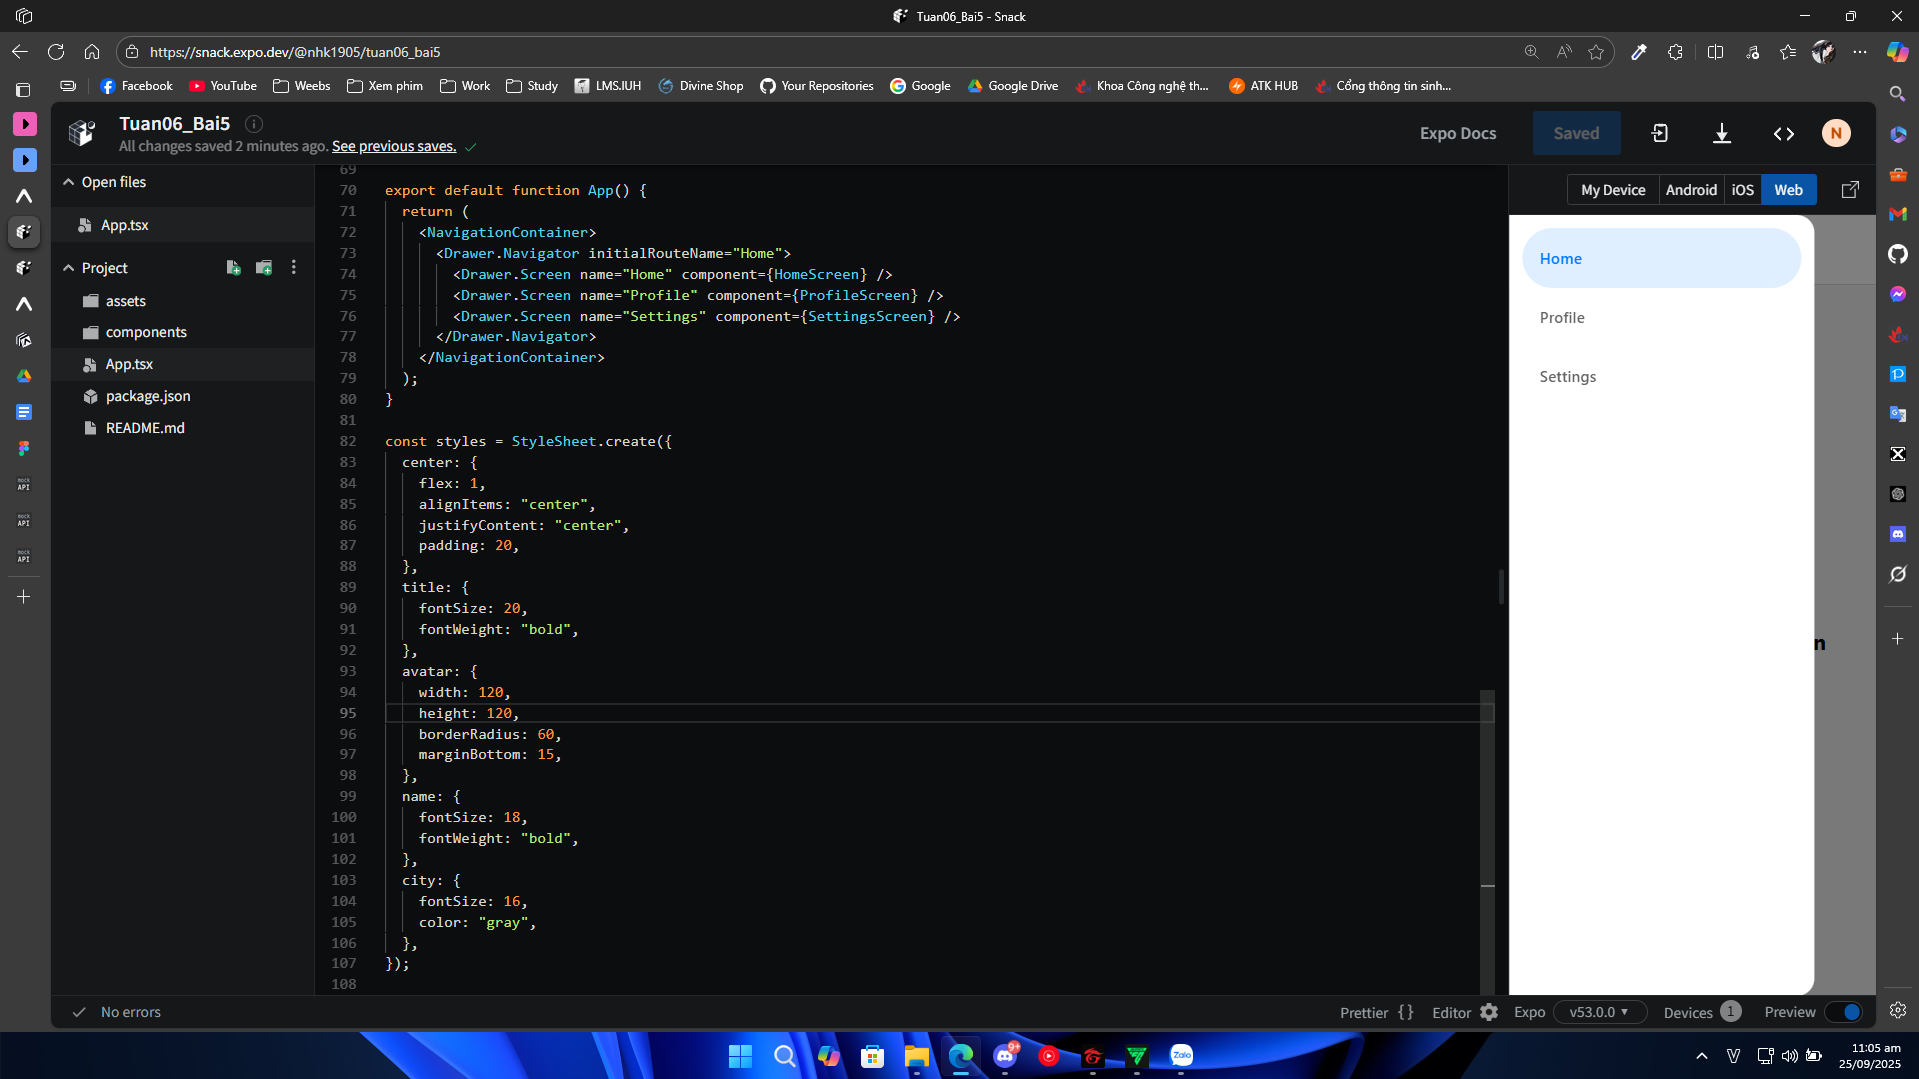 Tuan06_Bai5 - Snack
https://snack.expo.dev/@nhk1905/tuan06_bai5
Facebook YouTube Weebs Xem phim Work Study LMS.IUH Divine Shop Your Repositories Google Google Drive Khoa Công nghệ th... ATK HUB Cổng thông tin sinh...
Tuan06_Bai5
All changes saved 2 minutes ago. See previous saves.
Expo Docs Saved N
Open files
App.tsx
Project
assets
components
App.tsx
package.json
README.md
69
70 export default function App() {
71 return (
72 <NavigationContainer>
73 <Drawer.Navigator initialRouteName="Home">
74 <Drawer.Screen name="Home" component={HomeScreen} />
75 <Drawer.Screen name="Profile" component={ProfileScreen} />
76 <Drawer.Screen name="Settings" component={SettingsScreen} />
77 </Drawer.Navigator>
78 </NavigationContainer>
79 );
80 }
81
82 const styles = StyleSheet.create({
83 center: {
84 flex: 1,
85 alignItems: "center",
86 justifyContent: "center",
87 padding: 20,
88 },
89 title: {
90 fontSize: 20,
91 fontWeight: "bold",
92 },
93 avatar: {
94 width: 120,
95 height: 120,
96 borderRadius: 60,
97 marginBottom: 15,
98 },
99 name: {
100 fontSize: 18,
101 fontWeight: "bold",
102 },
103 city: {
104 fontSize: 16,
105 color: "gray",
106 },
107 });
108
My Device Android iOS Web
Home
Profile
Settings
n
mock API
mock API
mock API
No errors
Prettier {} Editor Expo v53.0.0 Devices 1 Preview
9+
Zalo
V
11:05 am
25/09/2025